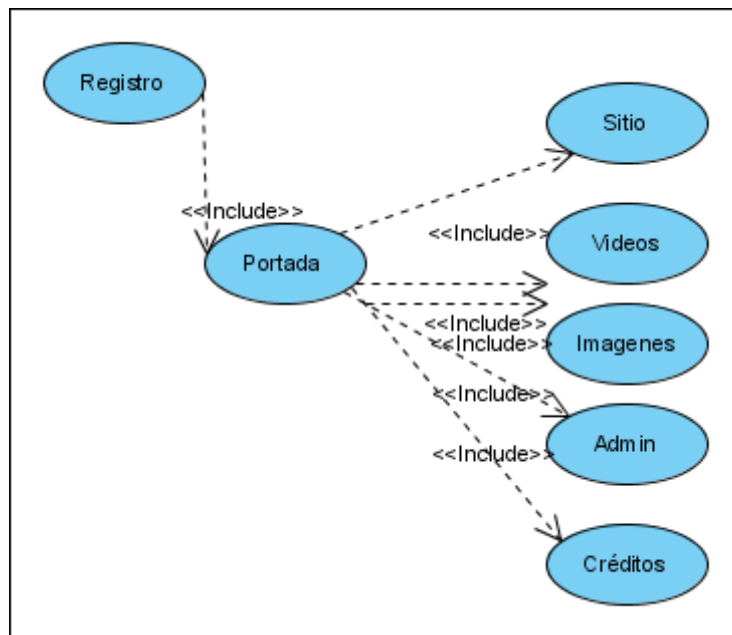 Registro
Sitio
<<Include>>
<<Include>>
Videos
Portada
<<Include>>
<<Include>>
Imagenes
<<Include>>
Admin
<<Include>>
Créditos